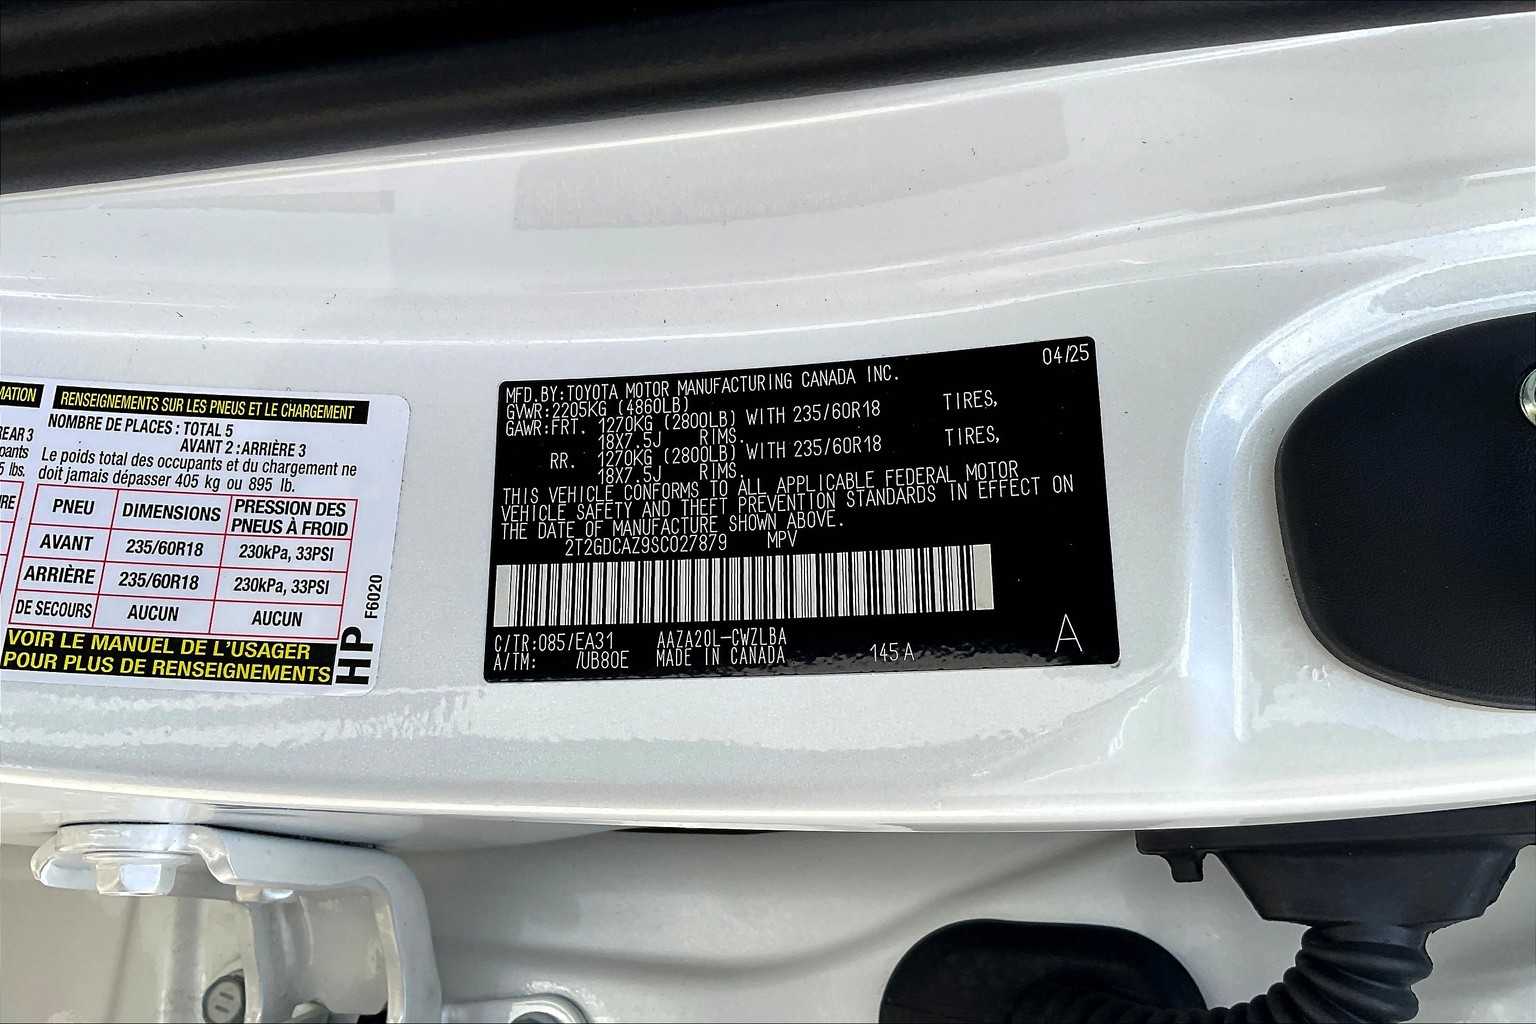 MATION
REAR 3
pants
5 lbs.
RENSEIGNEMENTS SUR LES PNEUS ET LE CHARGEMENT
NOMBRE DE PLACES : TOTAL 5
AVANT 2 : ARRIÈRE 3
Le poids total des occupants et du chargement ne
doit jamais dépasser 405 kg ou 895 lb.
PNEU DIMENSIONS PRESSION DES PNEUS À FROID
AVANT 235/60R18 230kPa, 33PSI
ARRIÈRE 235/60R18 230kPa, 33PSI
DE SECOURS AUCUN AUCUN
VOIR LE MANUEL DE L'USAGER
POUR PLUS DE RENSEIGNEMENTS
HP F6020
04/25
MFD.BY:TOYOTA MOTOR MANUFACTURING CANADA INC.
GVWR:2205KG (4860LB)
GAWR:FRT. 1270KG (2800LB) WITH 235/60R18 TIRES,
18X7.5J RIMS.
RR. 1270KG (2800LB) WITH 235/60R18 TIRES,
18X7.5J RIMS.
THIS VEHICLE CONFORMS TO ALL APPLICABLE FEDERAL MOTOR
VEHICLE SAFETY AND THEFT PREVENTION STANDARDS IN EFFECT ON
THE DATE OF MANUFACTURE SHOWN ABOVE.
2T2GDCAZ9SC027879 MPV
C/TR:085/EA31 AAZA20L-CWZLBA
A/TM: /UB80E MADE IN CANADA 145A A